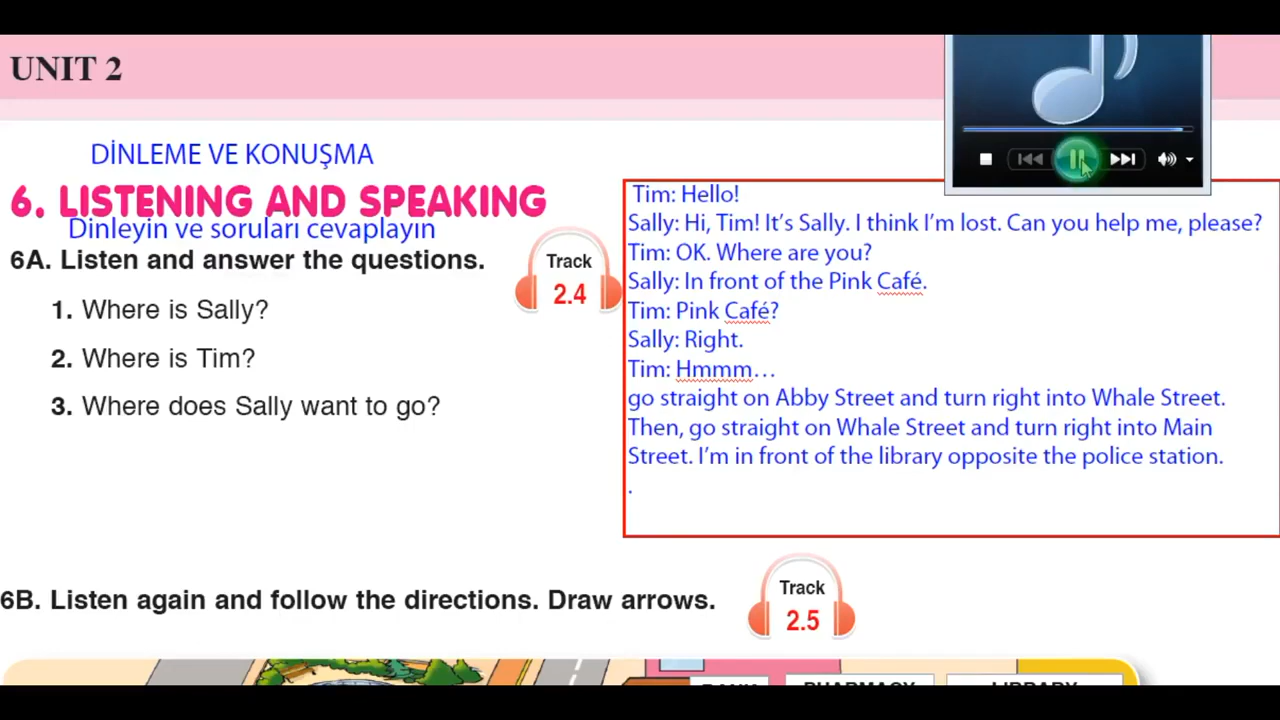 UNIT 2
DİNLEME VE KONUŞMA
6. LISTENING AND SPEAKING
Dinleyin ve soruları cevaplayın
6A. Listen and answer the questions.
Track
2.4
1. Where is Sally?
2. Where is Tim?
3. Where does Sally want to go?
Tim: Hello!
Sally: Hi, Tim! It's Sally. I think I'm lost. Can you help me, please?
Tim: OK. Where are you?
Sally: In front of the Pink Café.
Tim: Pink Café?
Sally: Right.
Tim: Hmmm…
go straight on Abby Street and turn right into Whale Street.
Then, go straight on Whale Street and turn right into Main
Street. I'm in front of the library opposite the police station.
.
6B. Listen again and follow the directions. Draw arrows.
Track
2.5
BANK
PHARMACY
LIBRARY